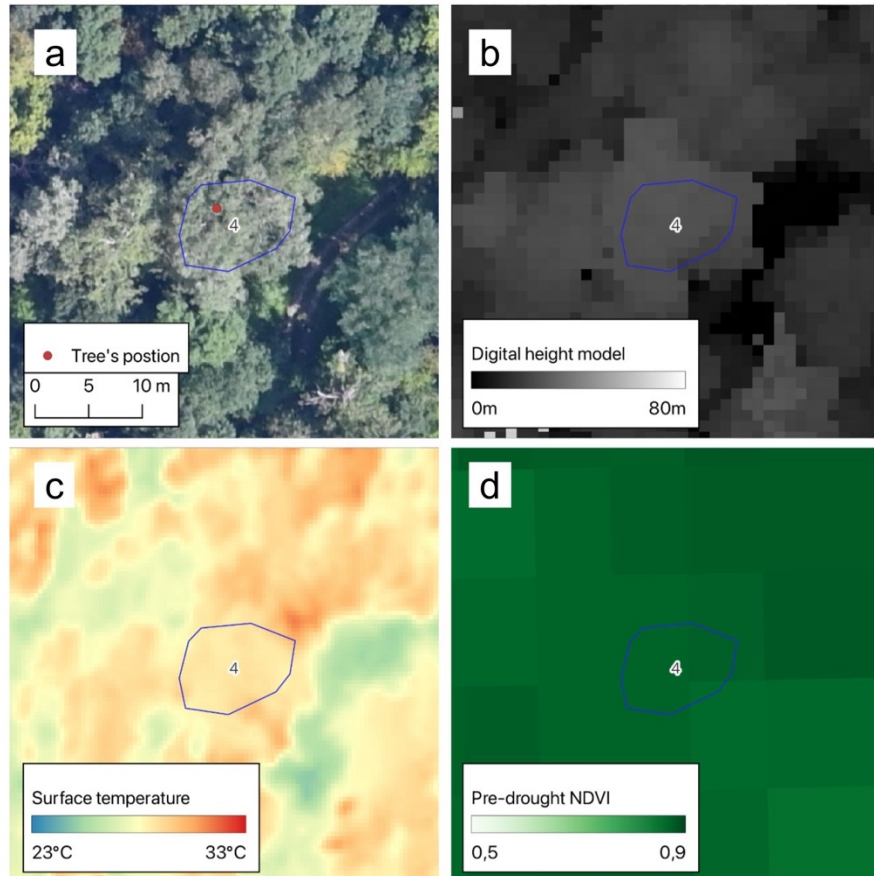 a
4
Tree's postion
0 5 10 m
b
4
Digital height model
0m 80m
c
4
Surface temperature
23°C 33°C
d
4
Pre-drought NDVI
0,5 0,9